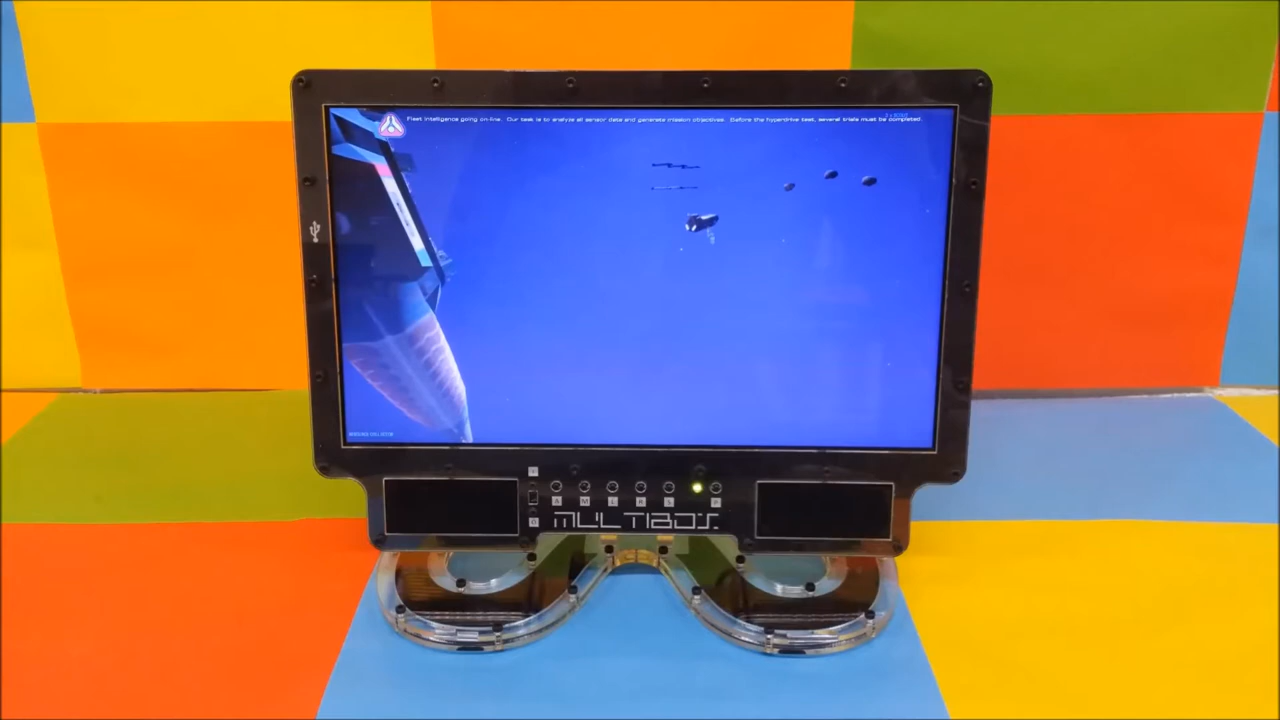 Fleet Intelligence going on-line. Our task is to analyze all sensor data and generate mission objectives. Before the hyperdrive test, several trials must be completed.
A M L R S P
MULTIBOX